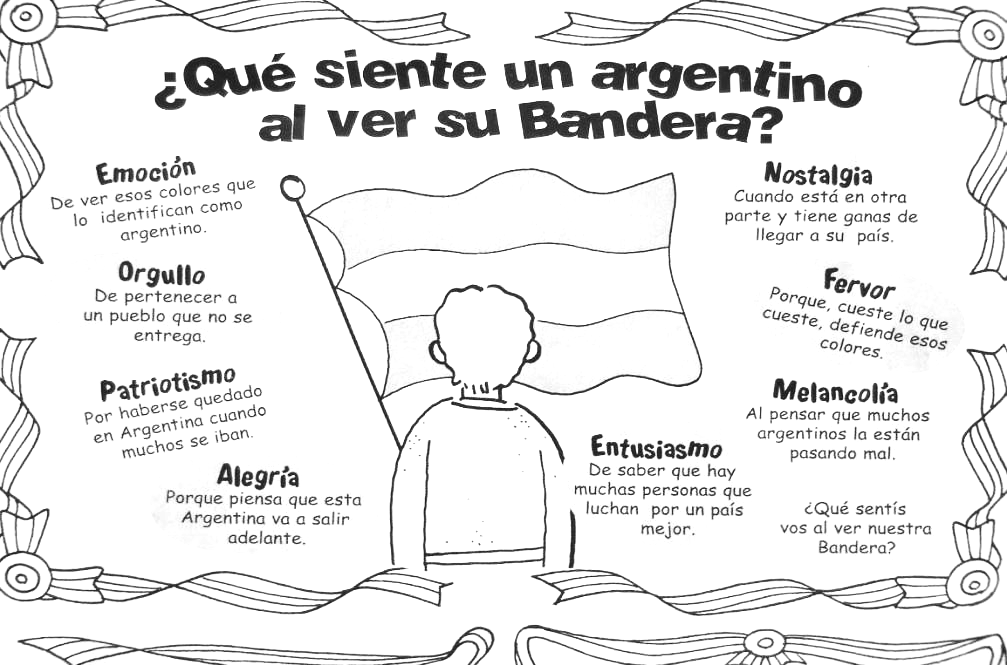 ¿Qué siente un argentino
al ver su Bandera?
Emoción
De ver esos colores que
lo identifican como
argentino.
Orgullo
De pertenecer a
un pueblo que no se
entrega.
Patriotismo
Por haberse quedado
en Argentina cuando
muchos se iban.
Alegría
Porque piensa que esta
Argentina va a salir
adelante.
Entusiasmo
De saber que hay
muchas personas que
luchan por un país
mejor.
Nostalgia
Cuando está en otra
parte y tiene ganas de
llegar a su país.
Fervor
Porque, cueste lo que
cueste, defiende esos
colores.
Melancolía
Al pensar que muchos
argentinos la están
pasando mal.
¿Qué sentís
vos al ver nuestra
Bandera?